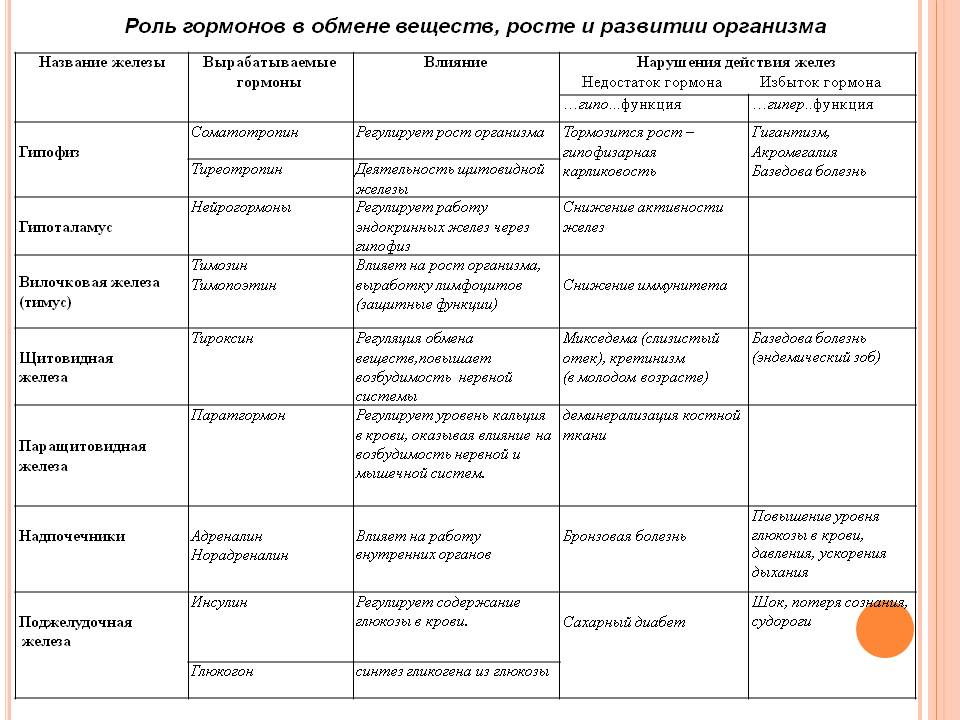 Роль гормонов в обмене веществ, росте и развитии организма
Название железы
Вырабатываемые
гормоны
Влияние
Нарушения действия желез
Недостаток гормона Избыток гормона
…гипо...функция
…гипер..функция
Гипофиз
Соматотропин
Регулирует рост организма
Тормозится рост –
гипофизарная
карликовость
Гигантизм,
Акромегалия
Базедова болезнь
Тиреотропин
Деятельность щитовидной
железы
Гипоталамус
Нейрогормоны
Регулирует работу
эндокринных желез через
гипофиз
Снижение активности
желез
Вилочковая железа
(тимус)
Тимозин
Тимопоэтин
Влияет на рост организма,
выработку лимфоцитов
(защитные функции)
Снижение иммунитета
Щитовидная
железа
Тироксин
Регуляция обмена
веществ,повышает
возбудимость нервной
системы
Микседема (слизистый
отек), кретинизм
(в молодом возрасте)
Базедова болезнь
(эндемический зоб)
Паращитовидная
железа
Паратгормон
Регулирует уровень кальция
в крови, оказывая влияние на
возбудимость нервной и
мышечной систем.
деминерализация костной
ткани
Надпочечники
Адреналин
Норадреналин
Влияет на работу
внутренних органов
Бронзовая болезнь
Повышение уровня
глюкозы в крови,
давления, ускорения
дыхания
Поджелудочная
железа
Инсулин
Регулирует содержание
глюкозы в крови.
Сахарный диабет
Шок, потеря сознания,
судороги
Глюкогон
синтез гликогена из глюкозы